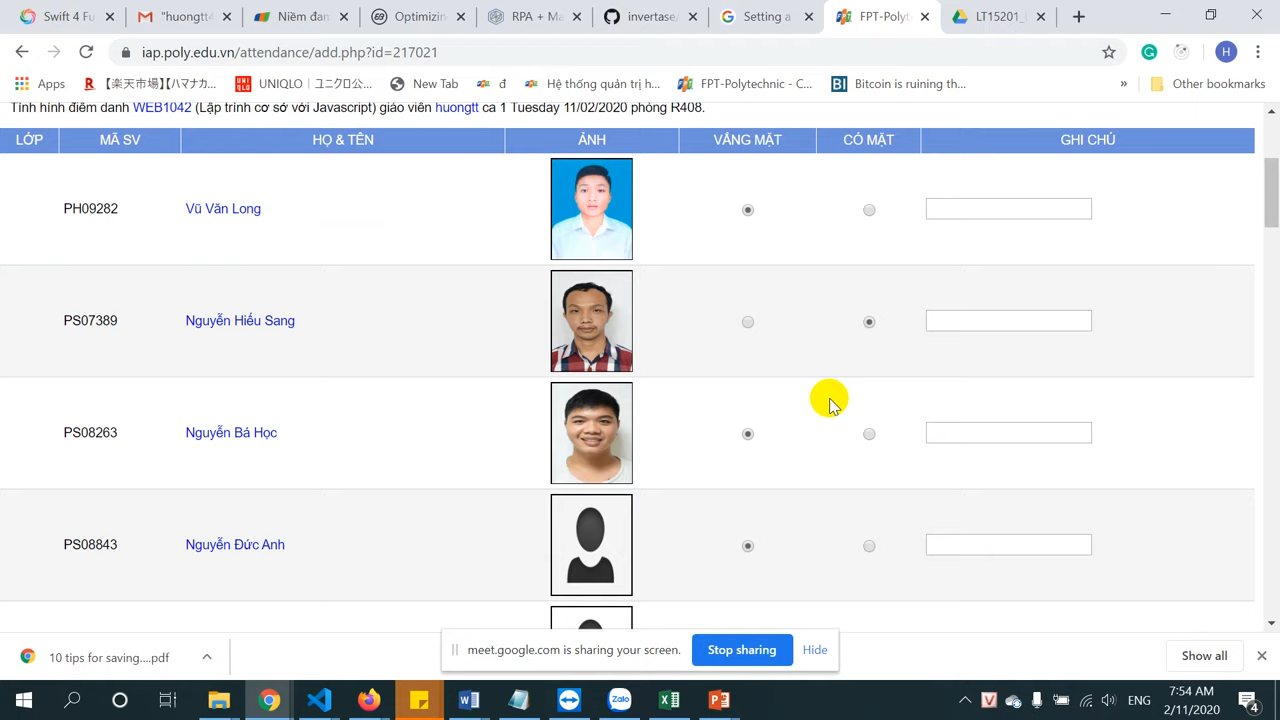 Swift 4 Fu
"huongtt4
Niềm đam
Optimizin
RPA + Ma
invertase/
Setting a
FPT-Polyt
LT15201_
iap.poly.edu.vn/attendance/add.php?id=217021
H
Apps
【楽天市場】【ハマナカ...
UNIQLO | ユニクロ公...
New Tab
đ
Hệ thống quản trị h...
FPT-Polytechnic - C...
BI
Bitcoin is ruining th...
»
Other bookmarks
Tình hình điểm danh WEB1042 (Lập trình cơ sở với Javascript) giáo viên huongtt ca 1 Tuesday 11/02/2020 phòng R408.
LỚP MÃ SV HỌ & TÊN ẢNH VẮNG MẶT CÓ MẶT GHI CHÚ
PH09282 Vũ Văn Long
PS07389 Nguyễn Hiếu Sang
PS08263 Nguyễn Bá Học
PS08843 Nguyễn Đức Anh
meet.google.com is sharing your screen. Stop sharing Hide
10 tips for saving....pdf
Show all
Zalo
ENG
7:54 AM
2/11/2020
4